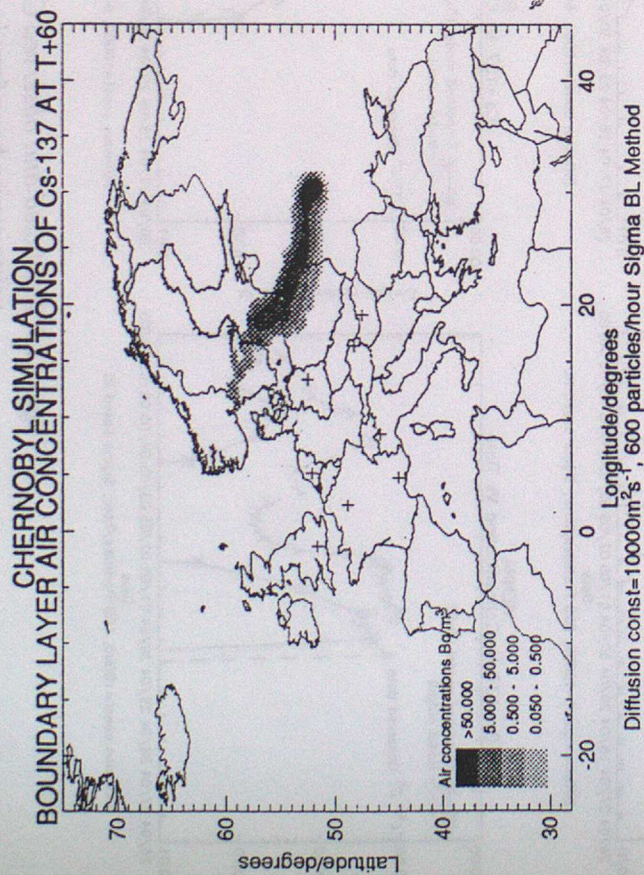 CHERNOBYL SIMULATION
BOUNDARY LAYER AIR CONCENTRATIONS OF Cs-137 AT T+60
Latitude/degrees
70
60
50
40
30
Air concentrations Bq/m³
>50.000
5.000 - 50.000
0.500 - 5.000
0.050 - 0.500
-20
0
20
40
Longitude/degrees
Diffusion const=10000m²s⁻¹, 600 particles/hour Sigma BL Method